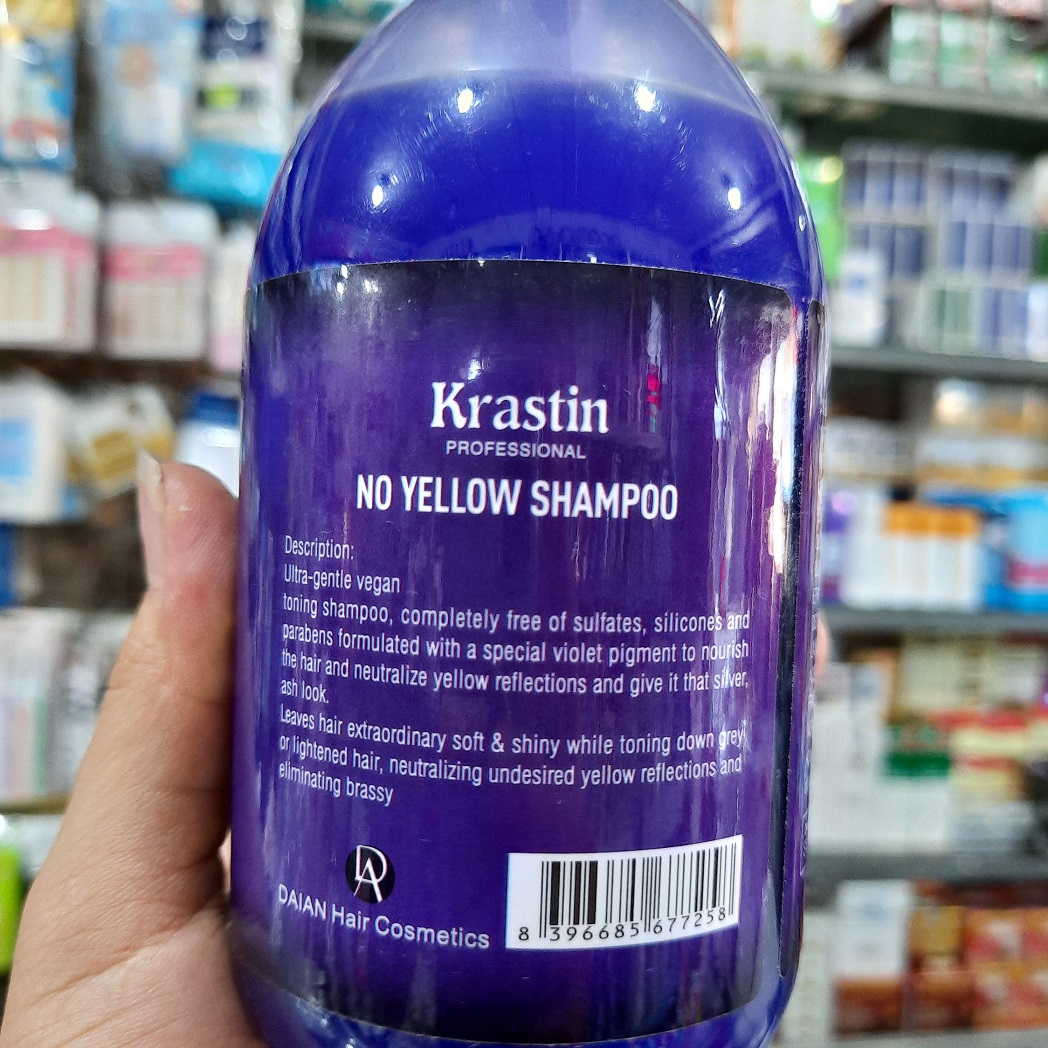 Krastin
PROFESSIONAL
NO YELLOW SHAMPOO
Description:
Ultra-gentle vegan
toning shampoo, completely free of sulfates, silicones and
parabens formulated with a special violet pigment to nourish
the hair and neutralize yellow reflections and give it that silver,
ash look.
Leaves hair extraordinary soft & shiny while toning down grey
or lightened hair, neutralizing undesired yellow reflections and
eliminating brassy
DA
DAIAN Hair Cosmetics
8 396685 677258